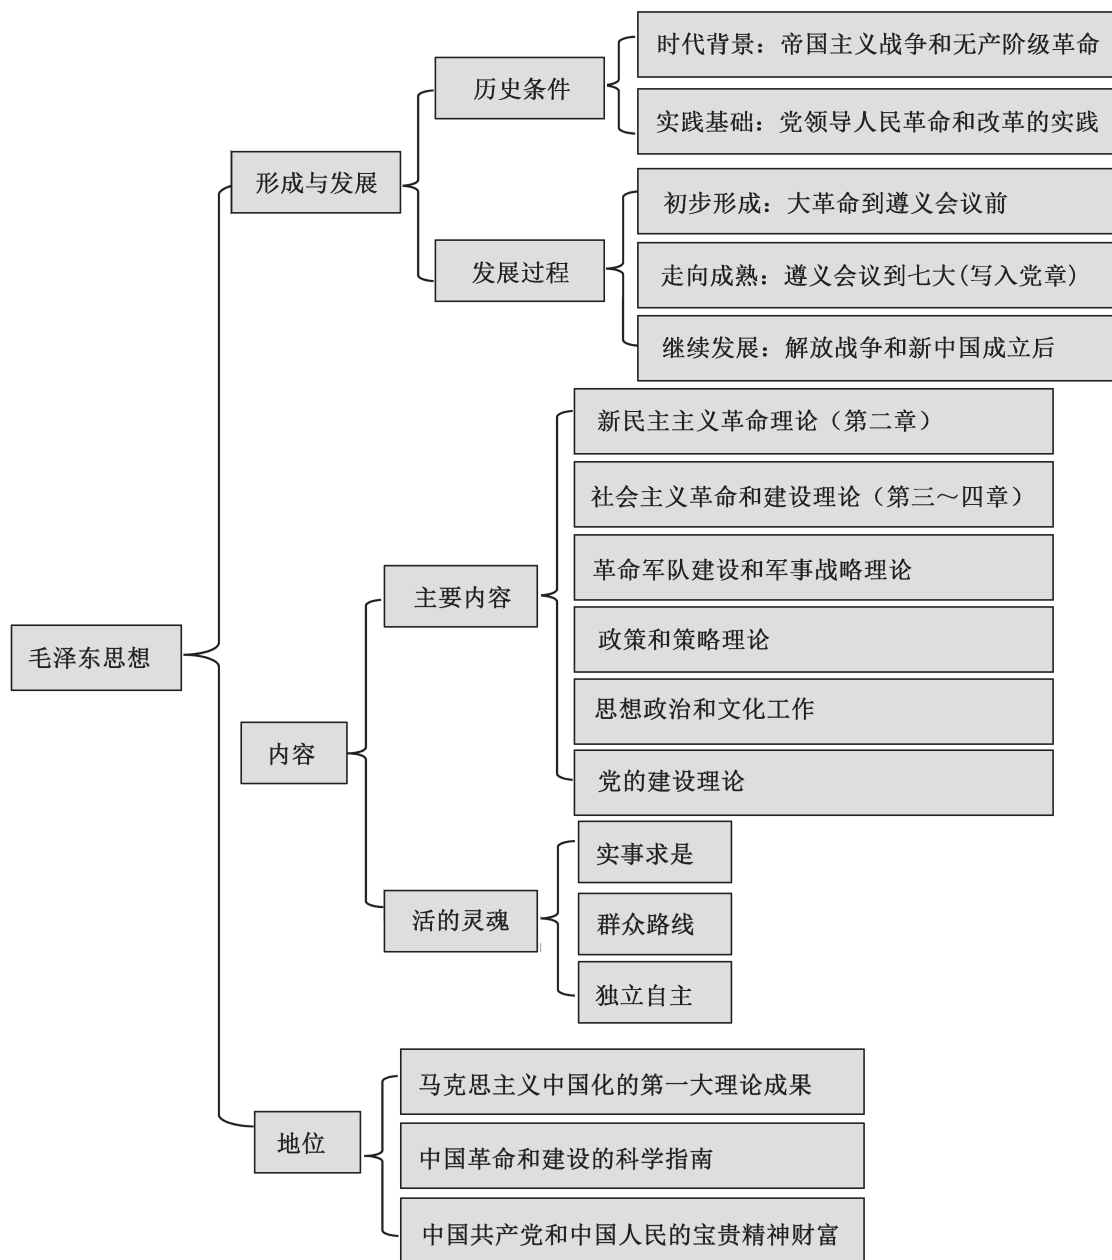 毛泽东思想
形成与发展
历史条件
时代背景：帝国主义战争和无产阶级革命
实践基础：党领导人民革命和改革的实践
发展过程
初步形成：大革命到遵义会议前
走向成熟：遵义会议到七大(写入党章)
继续发展：解放战争和新中国成立后
内容
主要内容
新民主主义革命理论（第二章）
社会主义革命和建设理论（第三～四章）
革命军队建设和军事战略理论
政策和策略理论
思想政治和文化工作
党的建设理论
活的灵魂
实事求是
群众路线
独立自主
地位
马克思主义中国化的第一大理论成果
中国革命和建设的科学指南
中国共产党和中国人民的宝贵精神财富